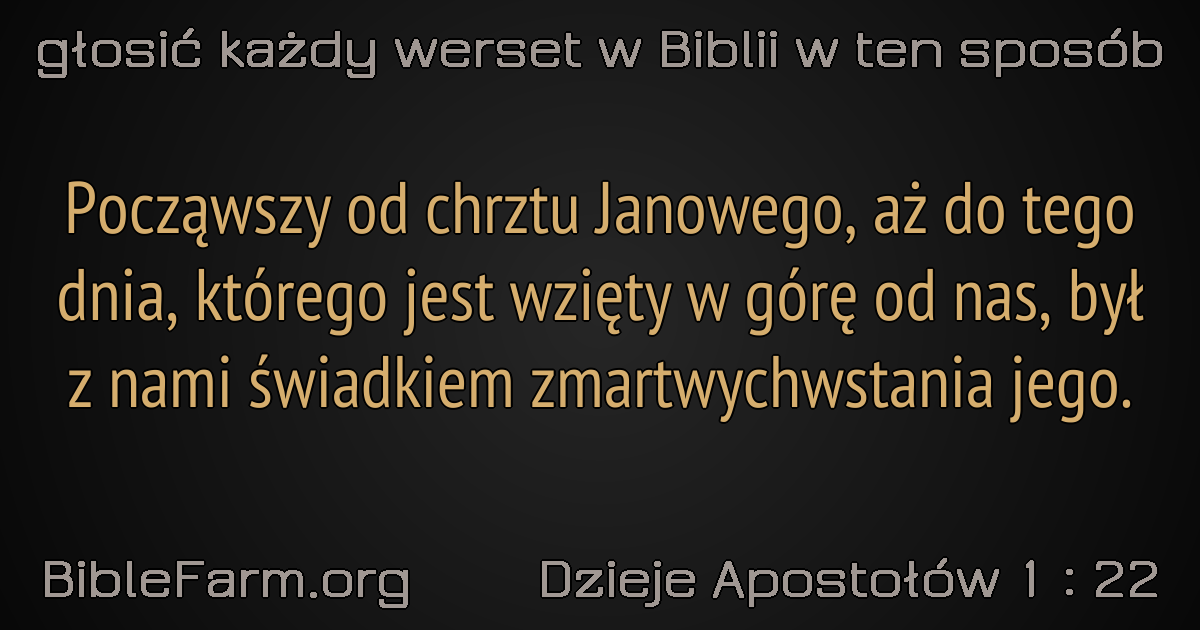 głosić każdy werset w Biblii w ten sposób
Począwszy od chrztu Janowego, aż do tego
dnia, którego jest wzięty w górę od nas, był
z nami świadkiem zmartwychwstania jego.
BibleFarm.org
Dzieje Apostołów 1 : 22